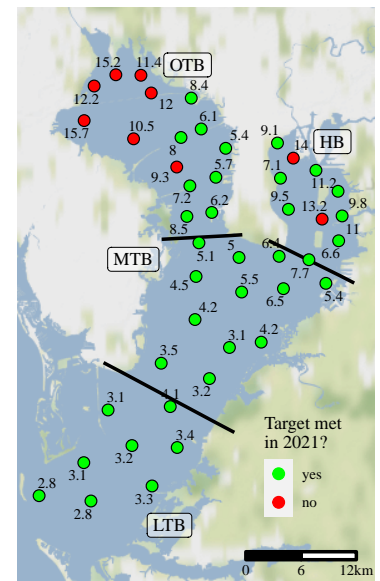 15.2 11.4
OTB
12.2 12 8.4
15.7 10.5 8 6.1 5.4
9.1 HB
14
9.3 5.7 7.1 11.2
7.2 6.2 9.5 13.2 9.8
8.5 11
MTB 5.1 5 6.4 6.6
7.7
4.5 5.5 6.5 5.4
4.2
3.1 4.2
3.5
3.2
3.1 4.1
3.4
3.2
3.1
2.8 3.3
2.8
LTB
Target met
in 2021?
yes
no
0 6 12km